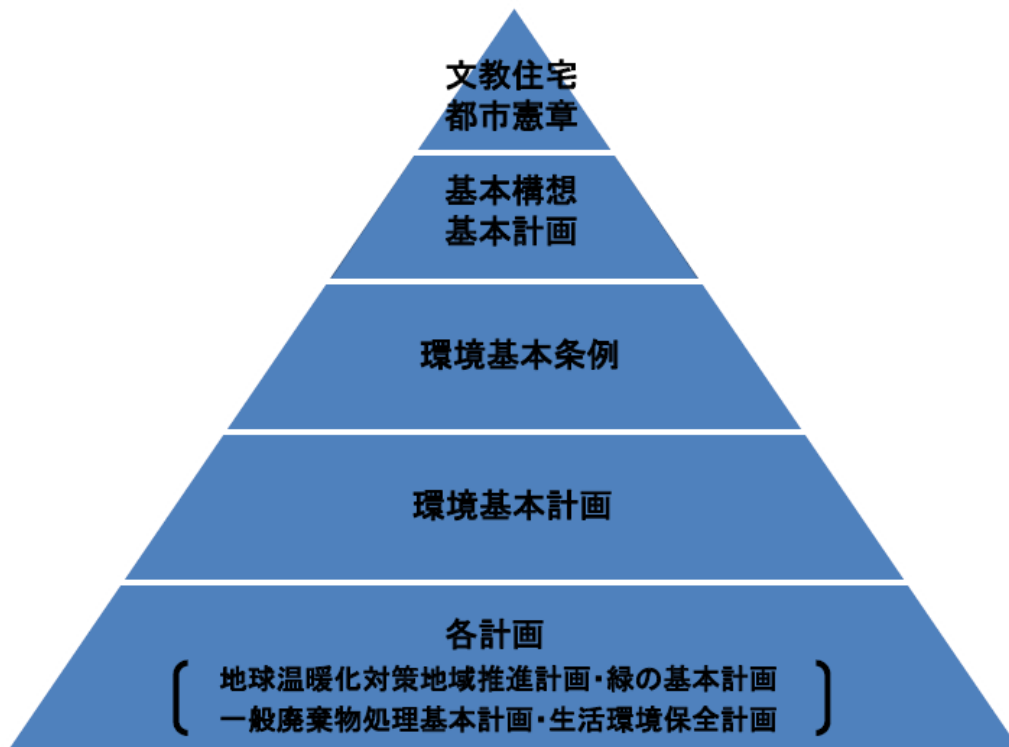 文教住宅
都市憲章
基本構想
基本計画
環境基本条例
環境基本計画
各計画
地球温暖化対策地域推進計画・緑の基本計画
一般廃棄物処理基本計画・生活環境保全計画